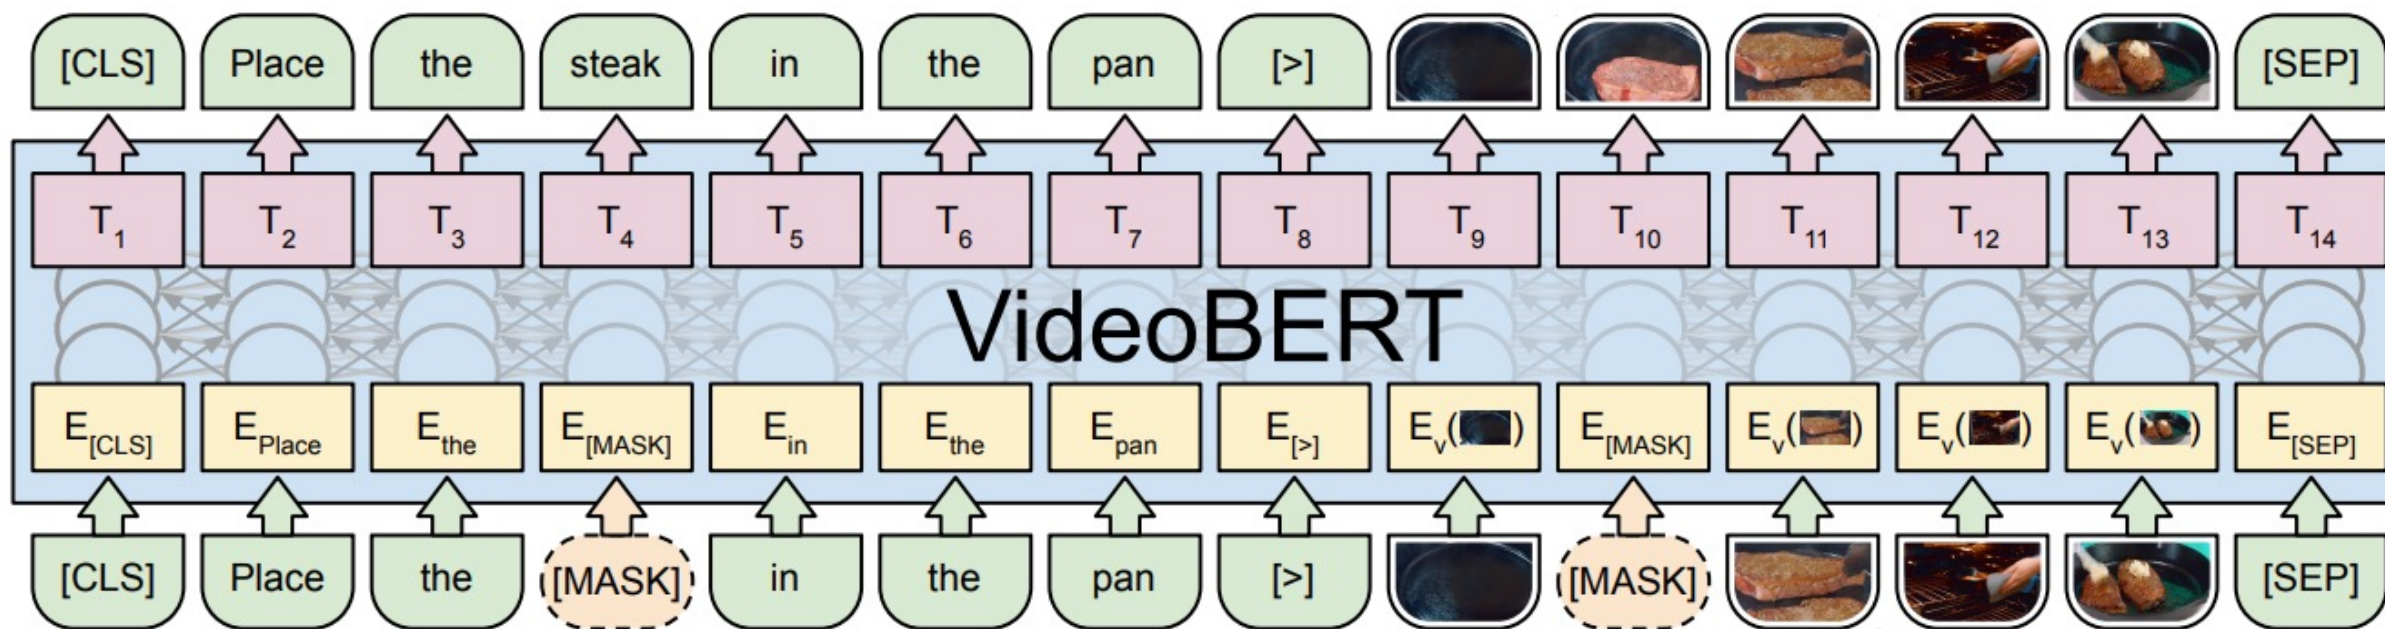 [CLS] Place the steak in the pan [>] [SEP]
T1 T2 T3 T4 T5 T6 T7 T8 T9 T10 T11 T12 T13 T14
VideoBERT
E[CLS] EPlace Ethe E[MASK] Ein Ethe Epan E[>] Ev( ) E[MASK] Ev( ) Ev( ) Ev( ) E[SEP]
[CLS] Place the [MASK] in the pan [>] [MASK] [SEP]